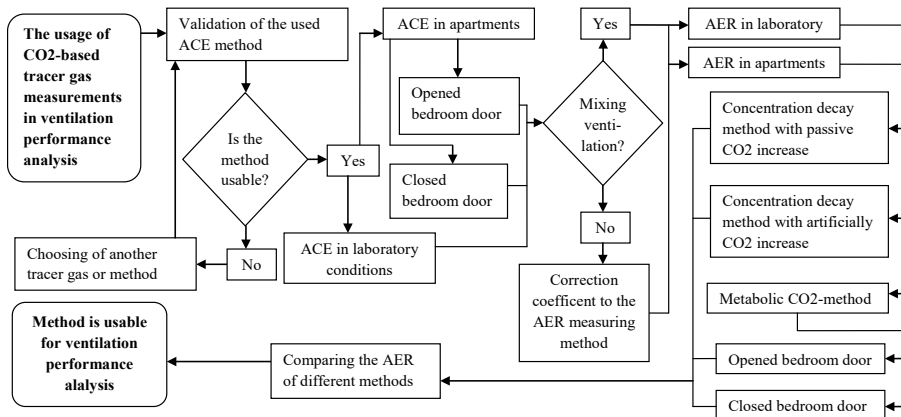 The usage of
CO2-based
tracer gas
measurements
in ventilation
performance
analysis
Validation of the used
ACE method
Is the
method
usable?
Yes
No
Choosing of another
tracer gas or method
ACE in apartments
Opened
bedroom door
Closed
bedroom door
ACE in laboratory
conditions
Mixing
venti-
lation?
Yes
No
Correction
coefficent to the
AER measuring
method
AER in laboratory
AER in apartments
Concentration decay
method with passive
CO2 increase
Concentration decay
method with artificially
CO2 increase
Metabolic CO2-method
Opened bedroom door
Closed bedroom door
Comparing the AER
of different methods
Method is usable
for ventilation
performance
alalysis